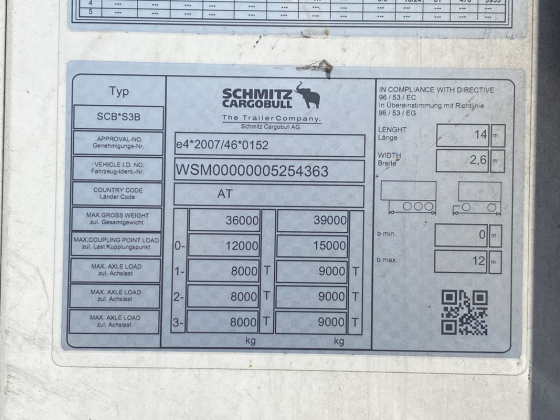 4 --- --- --- --- --- --- --- ---
5 --- --- --- --- --- --- --- --- --- --- --- ---
Typ
SCB*S3B
SCHMITZ
CARGOBULL
The TrailerCompany.
Schmitz Cargobull AG
IN COMPLIANCE WITH DIRECTIVE
96 / 53 / EC
In Übereinstimmung mit Richtlinie
96 / 53 / EG
APPROVAL-NO.
Genehmigungs-Nr.
e4*2007/46*0152
LENGHT
Länge
14 m
VEHICLE I.D. NO.
Fahrzeug-Ident.-Nr.
WSM00000005254363
WIDTH
Breite
2,6 m
COUNTRY CODE
Länder Code
AT
MAX.GROSS WEIGHT
zul. Gesamtgewicht
36000 39000
b min. 0 m
MAX.COUPLING POINT LOAD
zul. Last Kupplungspunkt
0- 12000 15000
b max. 12 m
MAX. AXLE LOAD
zul. Achslast
1- 8000 T 9000 T
MAX. AXLE LOAD
zul. Achslast
2- 8000 T 9000 T
MAX. AXLE LOAD
zul. Achslast
3- 8000 T 9000 T
kg kg